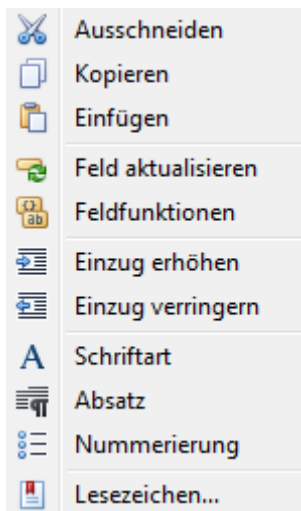 Ausschneiden
Kopieren
Einfügen
Feld aktualisieren
Feldfunktionen
Einzug erhöhen
Einzug verringern
Schriftart
Absatz
Nummerierung
Lesezeichen...